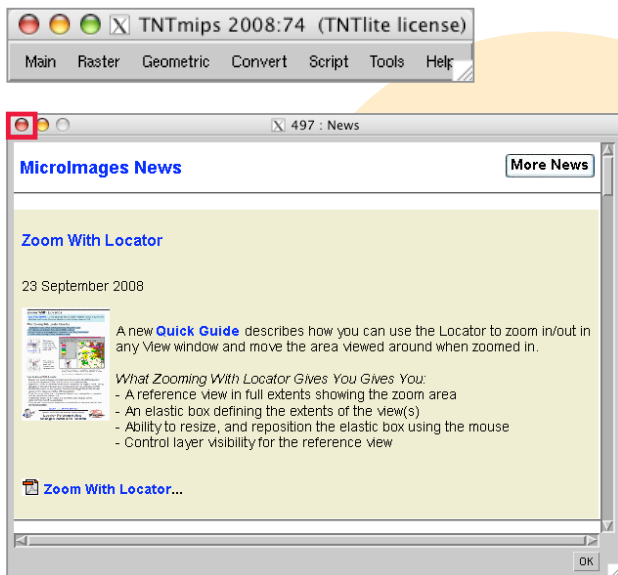 X TNTmips 2008:74 (TNTlite license)
Main Raster Geometric Convert Script Tools Help
X 497 : News
MicroImages News More News
Zoom With Locator
23 September 2008
A new Quick Guide describes how you can use the Locator to zoom in/out in
any View window and move the area viewed around when zoomed in.
What Zooming With Locator Gives You Gives You:
- A reference view in full extents showing the zoom area
- An elastic box defining the extents of the view(s)
- Ability to resize, and reposition the elastic box using the mouse
- Control layer visibility for the reference view
Zoom With Locator...
OK